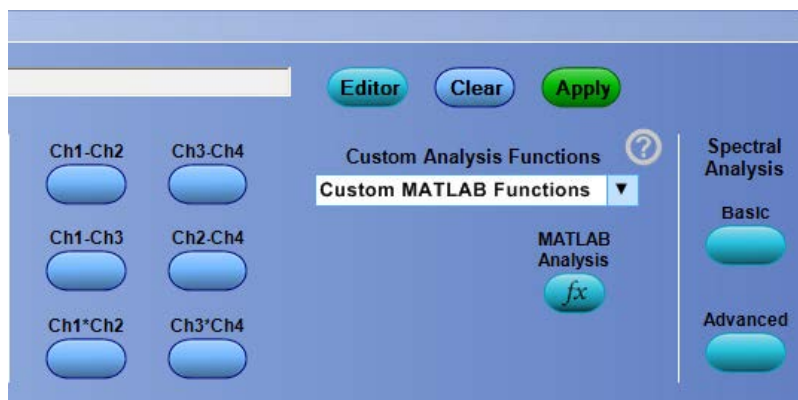 Editor Clear Apply
Ch1-Ch2 Ch3-Ch4
Custom Analysis Functions ?
Spectral
Analysis
Custom MATLAB Functions
Basic
Ch1-Ch3 Ch2-Ch4
MATLAB
Analysis
fx
Ch1*Ch2 Ch3*Ch4
Advanced